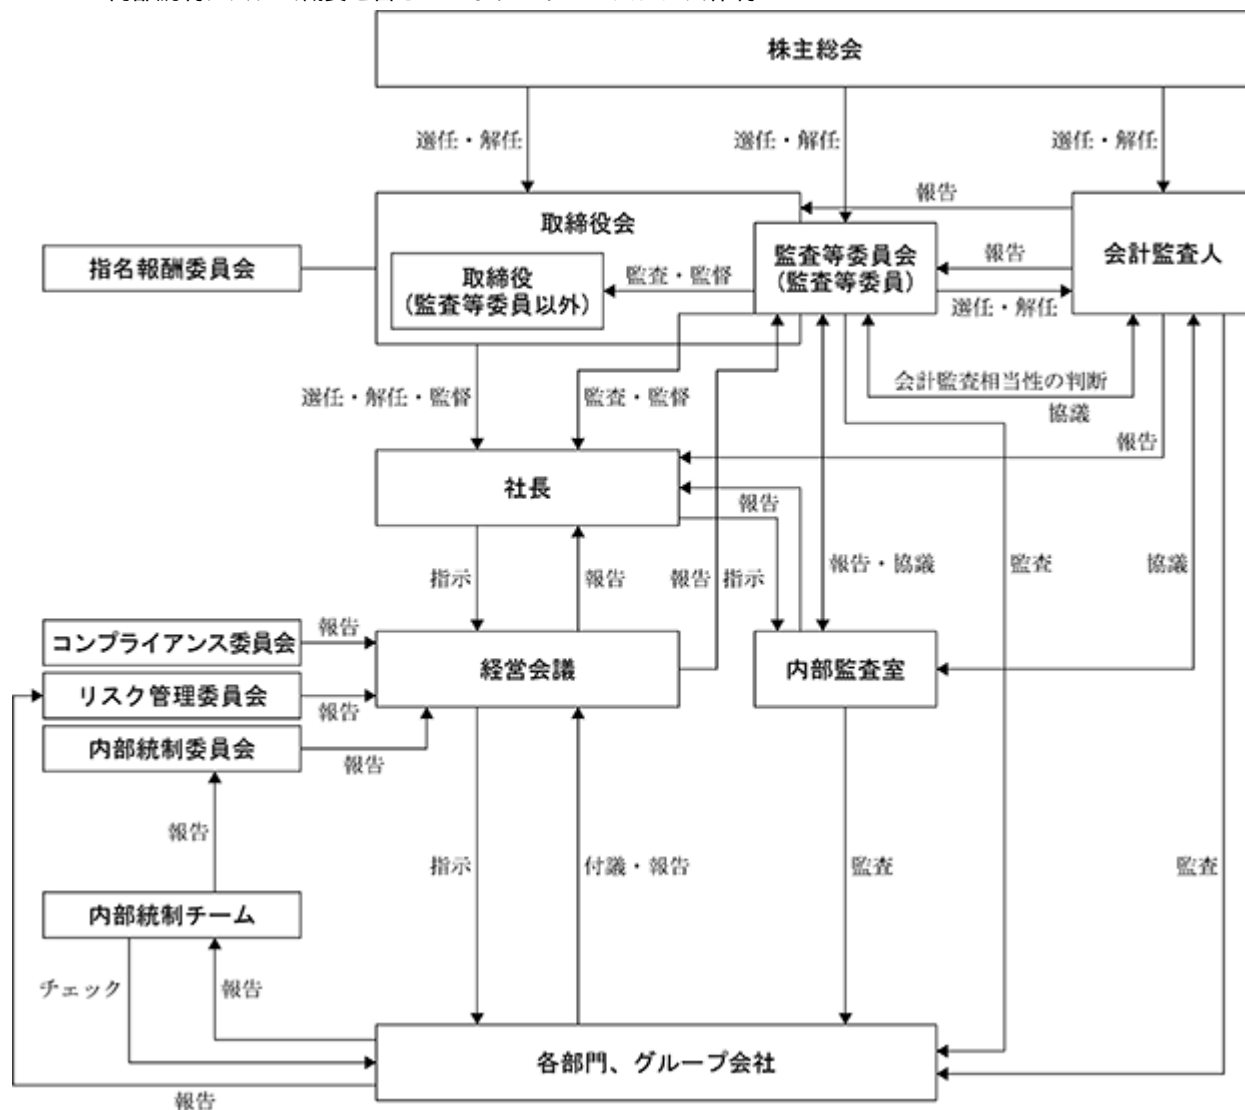 株主総会
選任・解任
選任・解任
選任・解任
報告
取締役会
監査等委員会
(監査等委員)
会計監査人
指名報酬委員会
取締役
(監査等委員以外)
監査・監督
報告
選任・解任
会計監査相当性の判断
協議
選任・解任・監督
監査・監督
報告
社長
報告
指示
報告
報告
指示
報告・協議
監査
協議
コンプライアンス委員会
報告
経営会議
内部監査室
リスク管理委員会
報告
内部統制委員会
報告
報告
指示
付議・報告
監査
監査
内部統制チーム
チェック
報告
各部門、グループ会社
報告